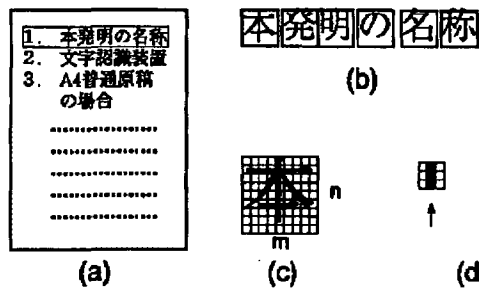 1. 本発明の名称
2. 文字認識装置
3. A4普通原稿
の場合
(a)
本発明の名称
(b)
本
n
m
(c)
(d